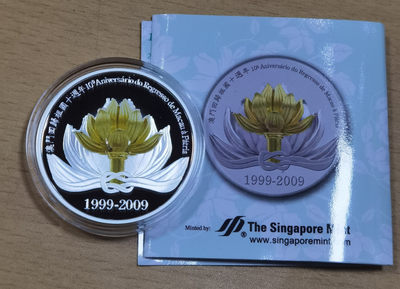 澳門回歸祖國十週年 10º Aniversário do Regresso de Macau à Pátria
1999-2009
澳門回歸祖國十週年 10º Aniversário do Regresso de Macau à Pátria
1999-2009
Minted by:
The Singapore Mint
www.singaporemint.com